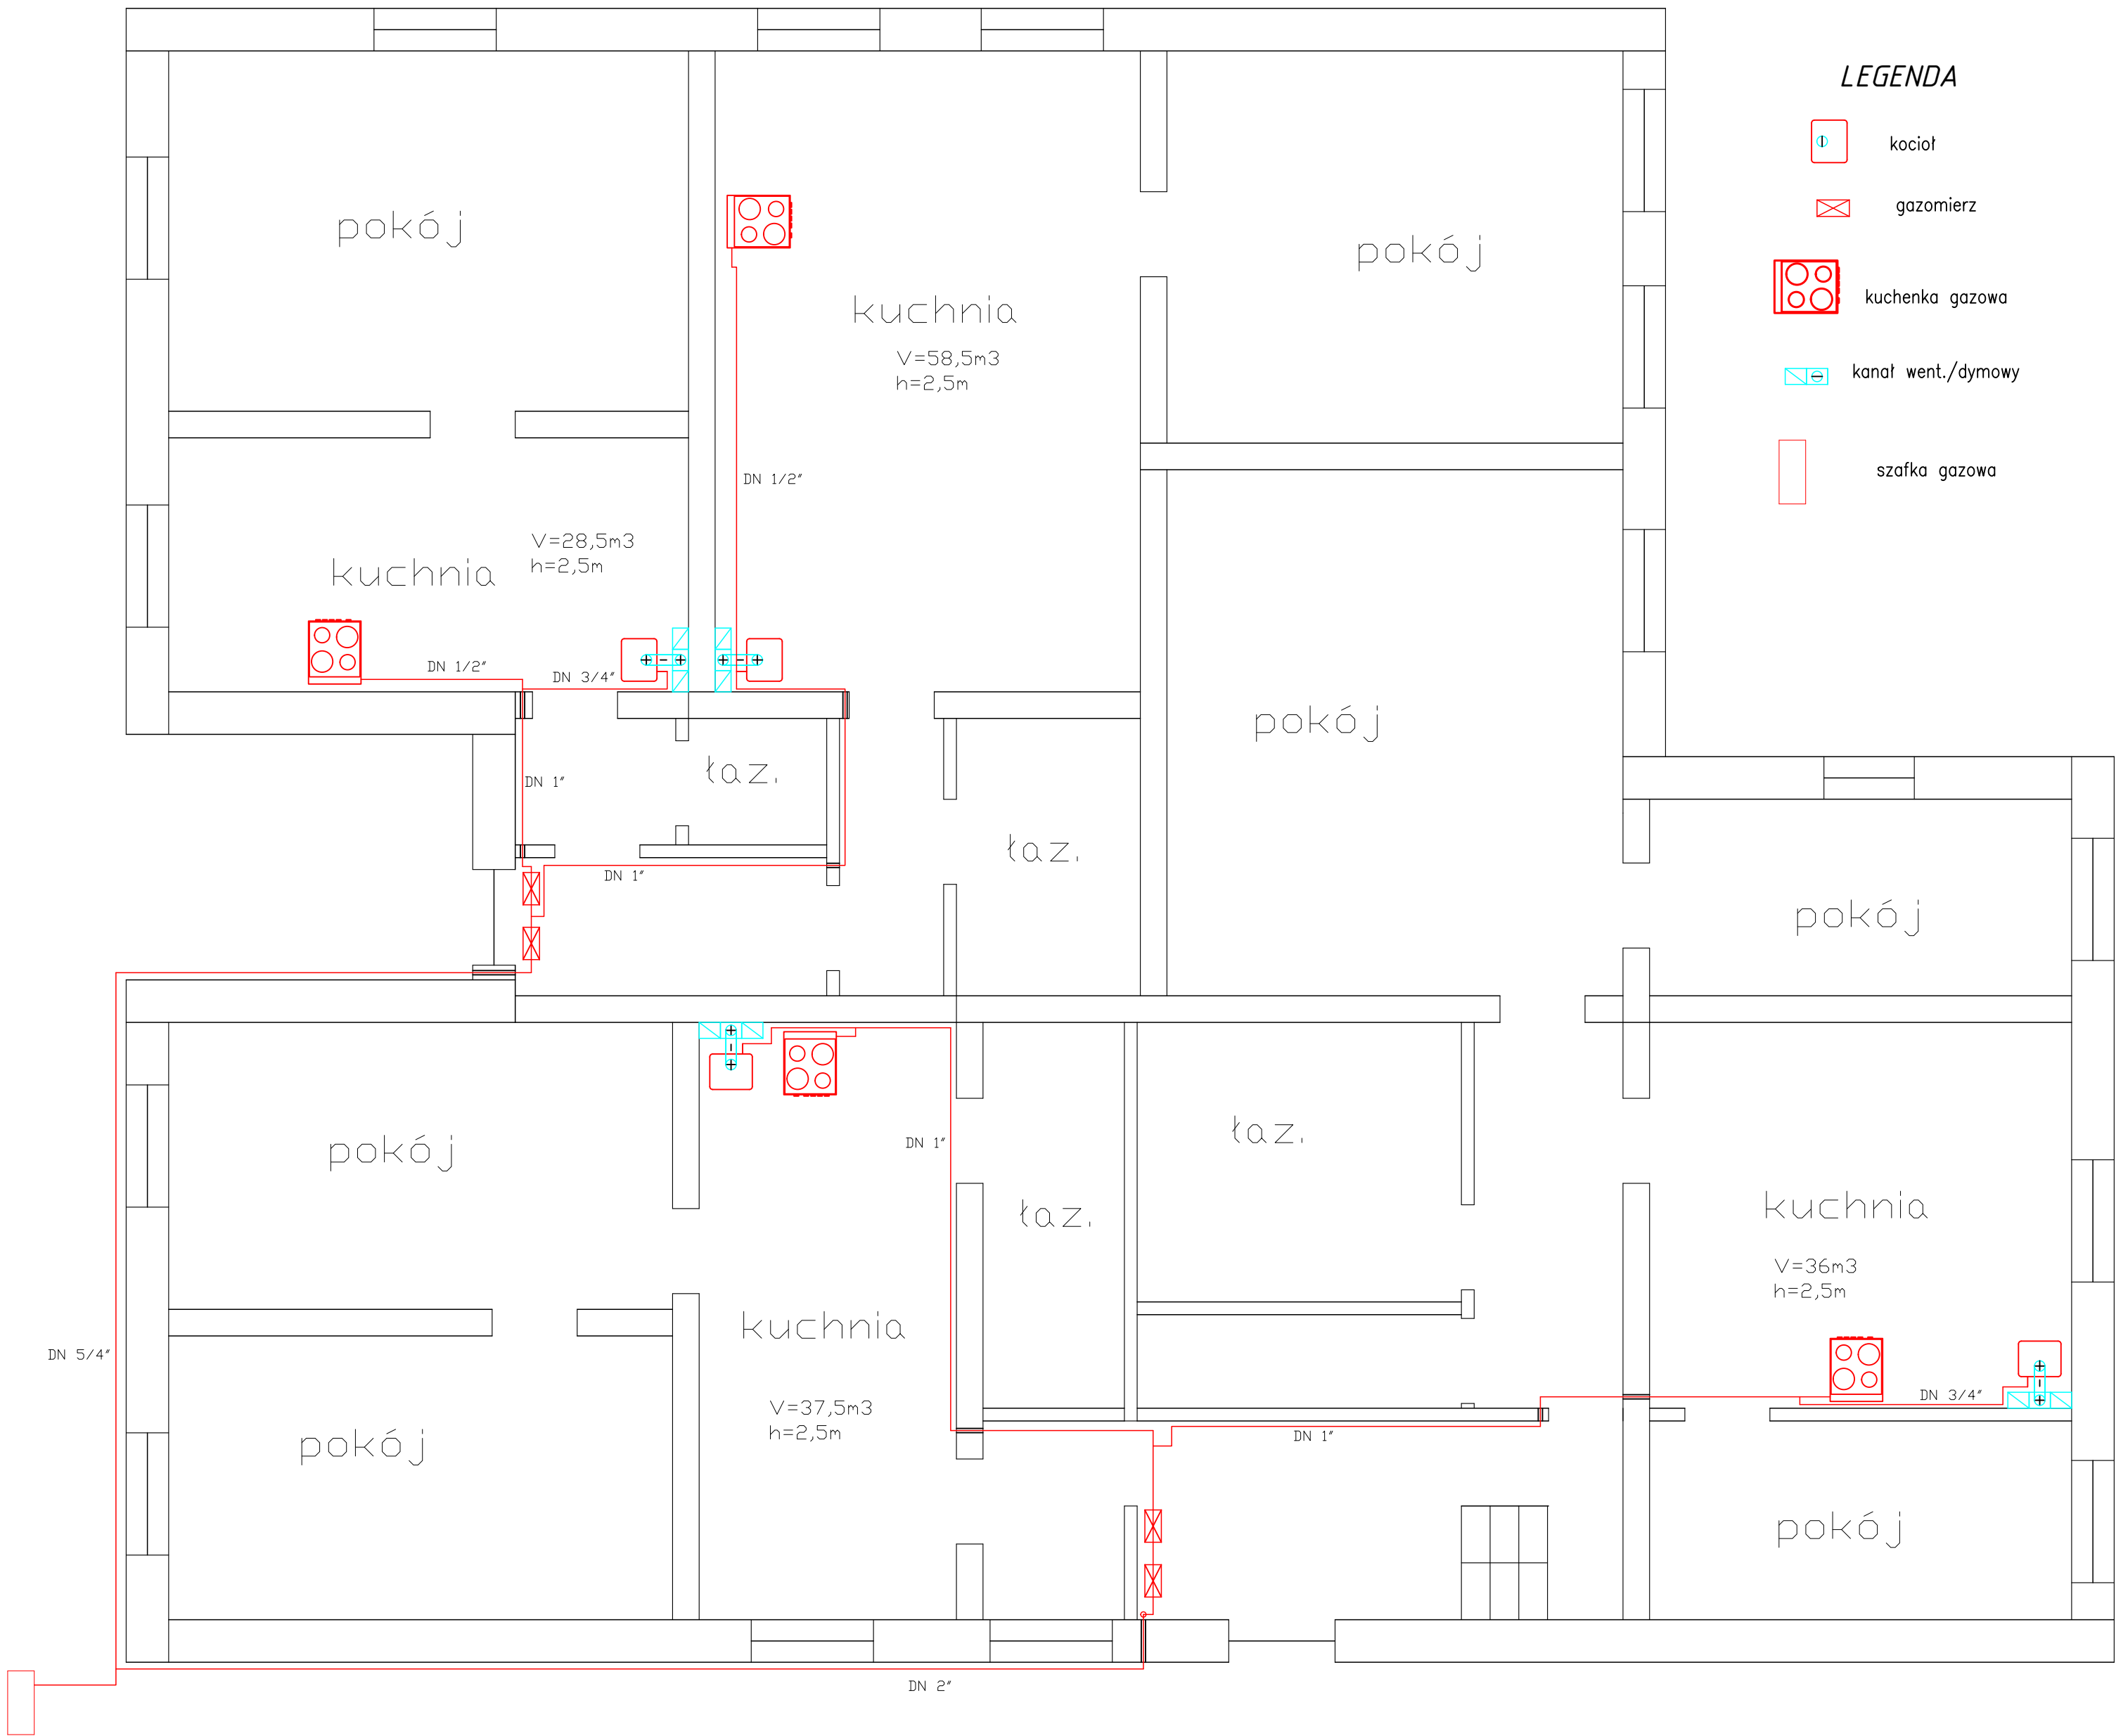 LEGENDA
kocioł
gazomierz
kuchenka gazowa
kanał went./dymowy
szafka gazowa
pokój
kuchnia
V=58,5m3
h=2,5m
pokój
DN 1/2"
V=28,5m3
h=2,5m
kuchnia
DN 1/2"
DN 3/4"
pokój
DN 1"
łaz.
łaz.
DN 1"
pokój
pokój
DN 1"
łaz.
łaz.
kuchnia
V=36m3
h=2,5m
kuchnia
DN 5/4"
DN 3/4"
V=37,5m3
h=2,5m
DN 1"
pokój
pokój
DN 2"